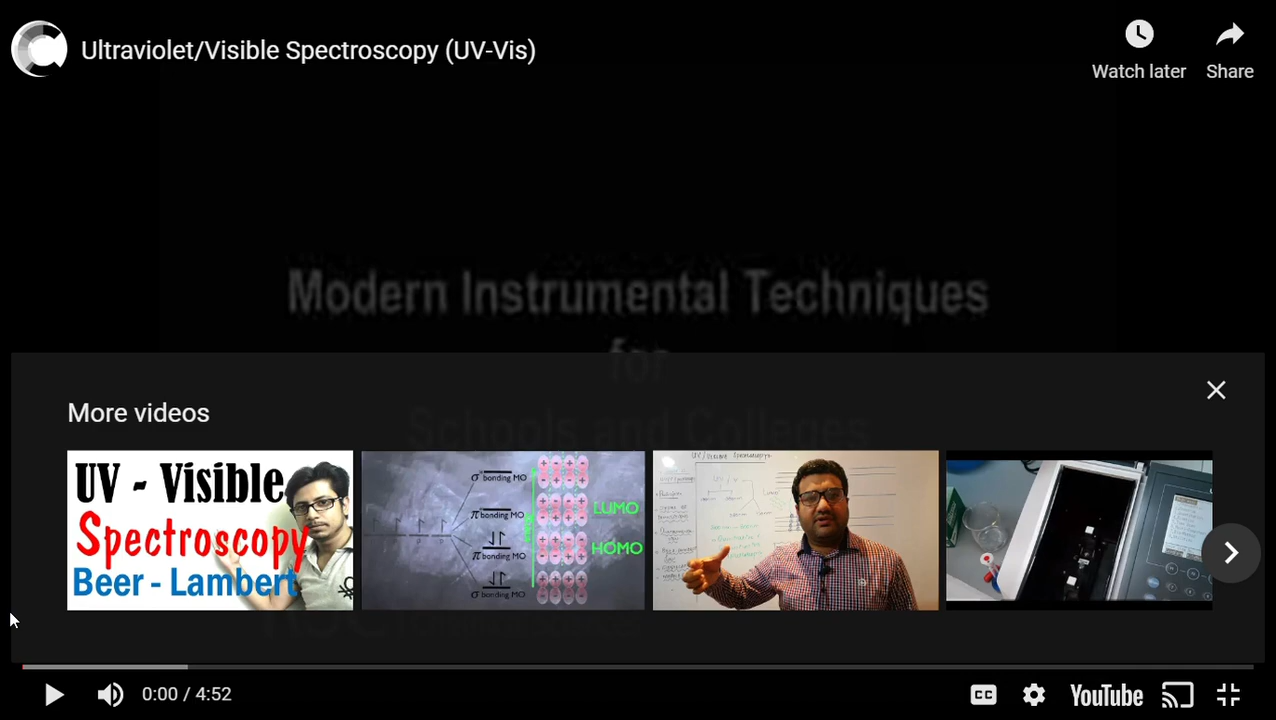 Ultraviolet/Visible Spectroscopy (UV-Vis)
Watch later
Share
Modern Instrumental Techniques
for
Schools and Collages
More videos
UV - Visible
Spectroscopy
Beer - Lambert
σ bonding MO
π bonding MO
π bonding MO
σ bonding MO
LUMO
HOMO
0:00 / 4:52
CC
YouTube